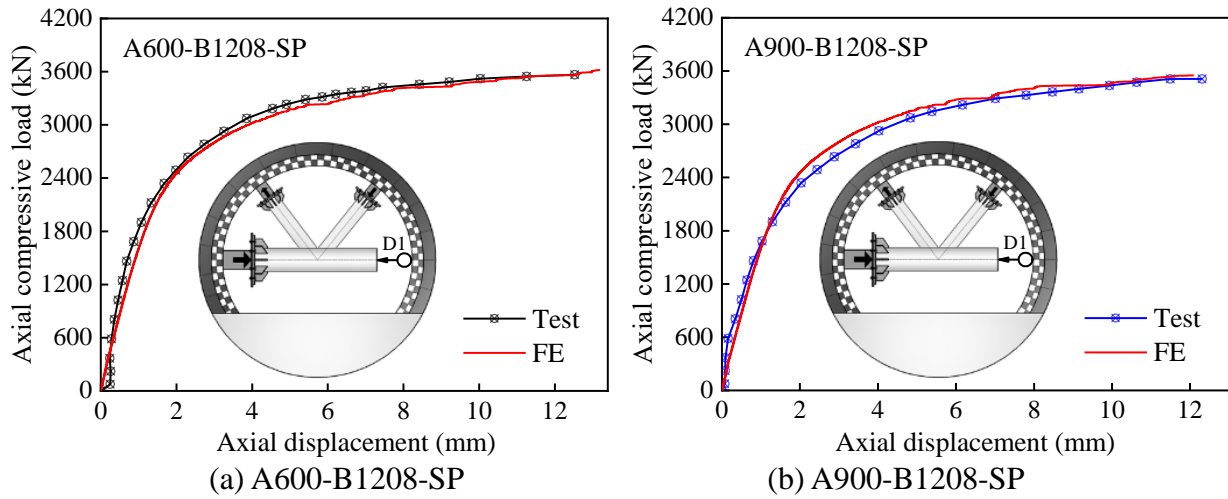 Axial compressive load (kN)
4200
3600
3000
2400
1800
1200
600
0
A600-B1208-SP
D1
Test
FE
0 2 4 6 8 10 12
Axial displacement (mm)
(a) A600-B1208-SP
Axial compressive load (kN)
4200
3600
3000
2400
1800
1200
600
0
A900-B1208-SP
D1
Test
FE
0 2 4 6 8 10 12
Axial displacement (mm)
(b) A900-B1208-SP